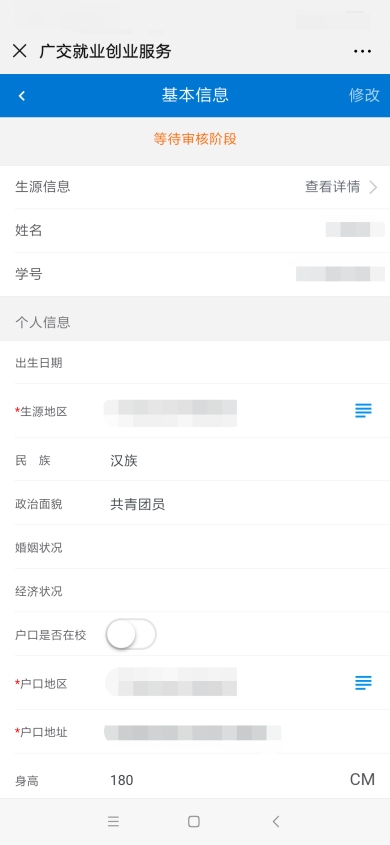 广交就业创业服务
基本信息 修改
等待审核阶段
生源信息 查看详情
姓名
学号
个人信息
出生日期
*生源地区
民 族 汉族
政治面貌 共青团员
婚姻状况
经济状况
户口是否在校
*户口地区
*户口地址
身高 180 CM